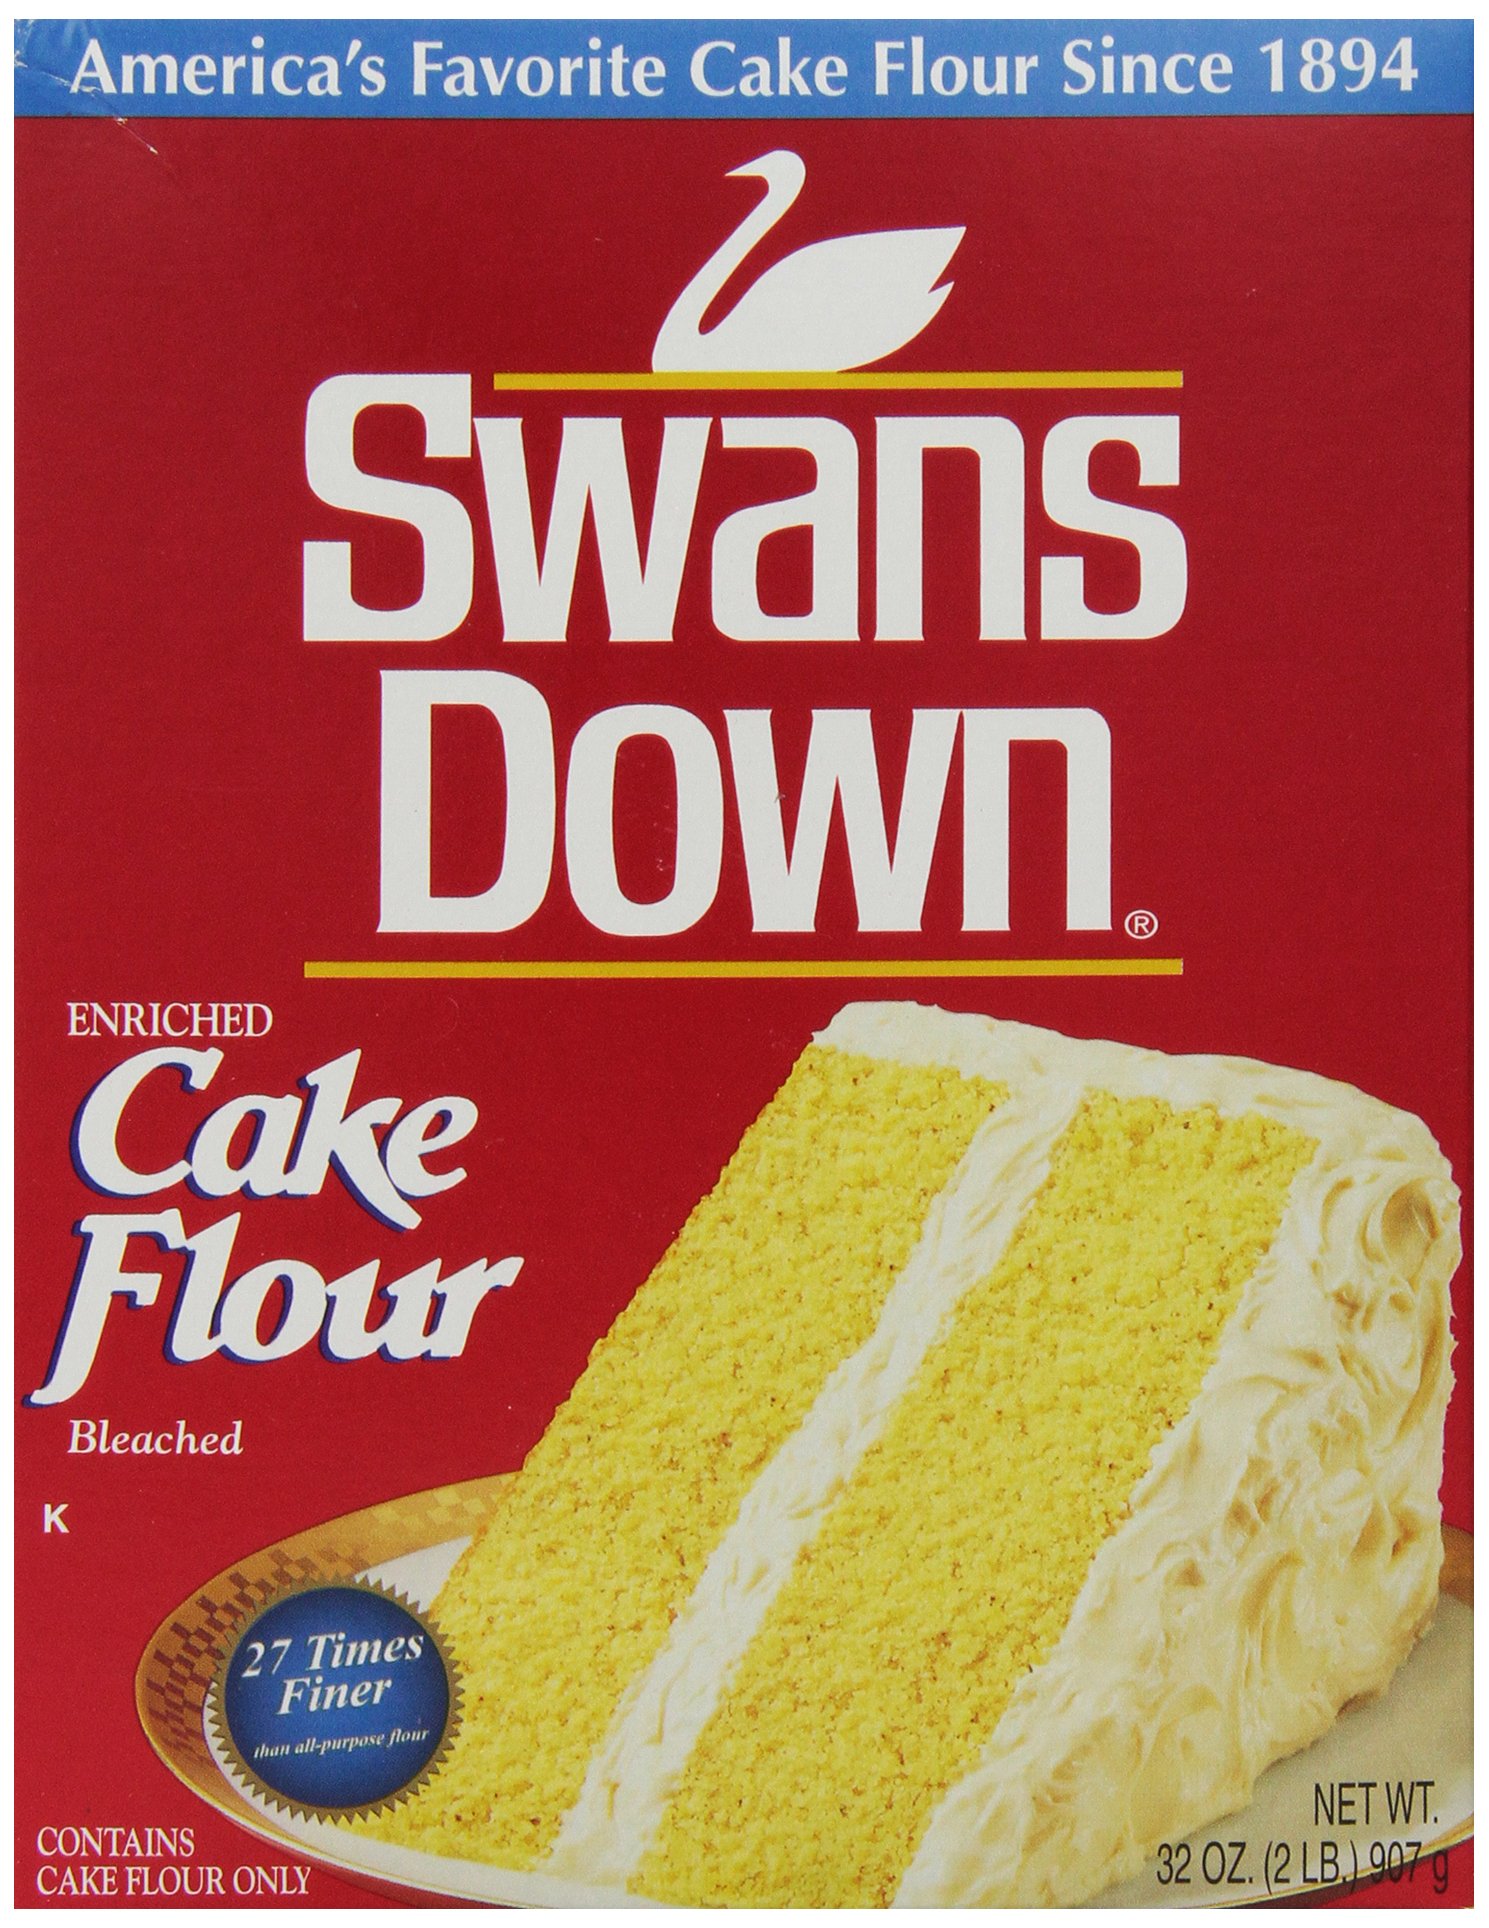 America's Favorite Cake Flour Since 1894
Swans
Down®
ENRICHED
Cake
Flour
Bleached
K
27 Times
Finer
than all-purpose flour
CONTAINS
CAKE FLOUR ONLY
NET WT.
32 OZ. (2 LB.) 907 g